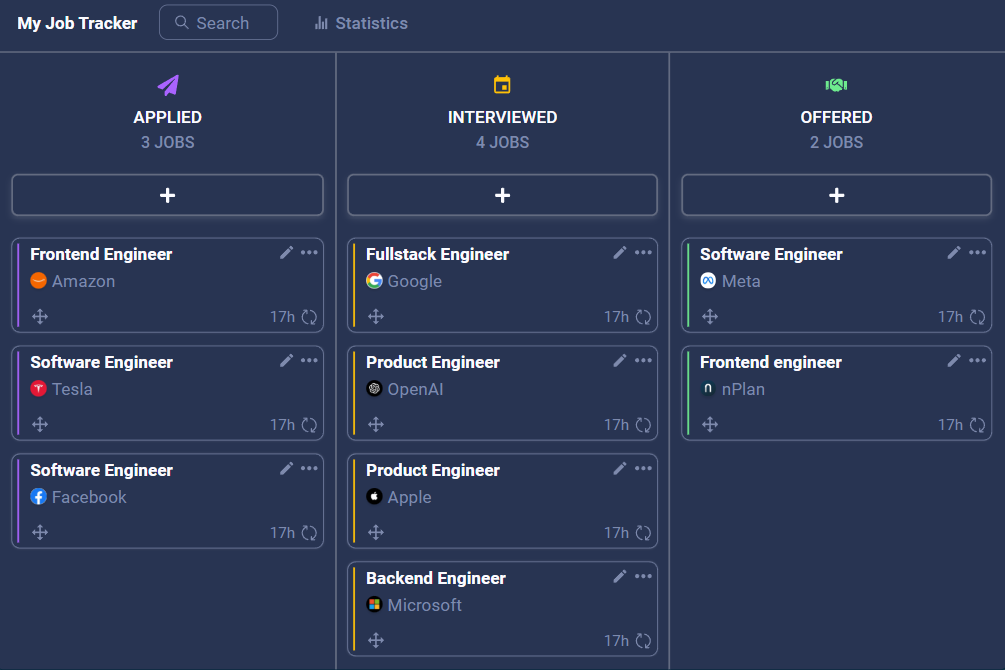 My Job Tracker
Search
Statistics
APPLIED
3 JOBS
+
Frontend Engineer
Amazon
17h
Software Engineer
Tesla
17h
Software Engineer
Facebook
17h
INTERVIEWED
4 JOBS
+
Fullstack Engineer
Google
17h
Product Engineer
OpenAI
17h
Product Engineer
Apple
17h
Backend Engineer
Microsoft
17h
OFFERED
2 JOBS
+
Software Engineer
Meta
17h
Frontend engineer
nPlan
17h